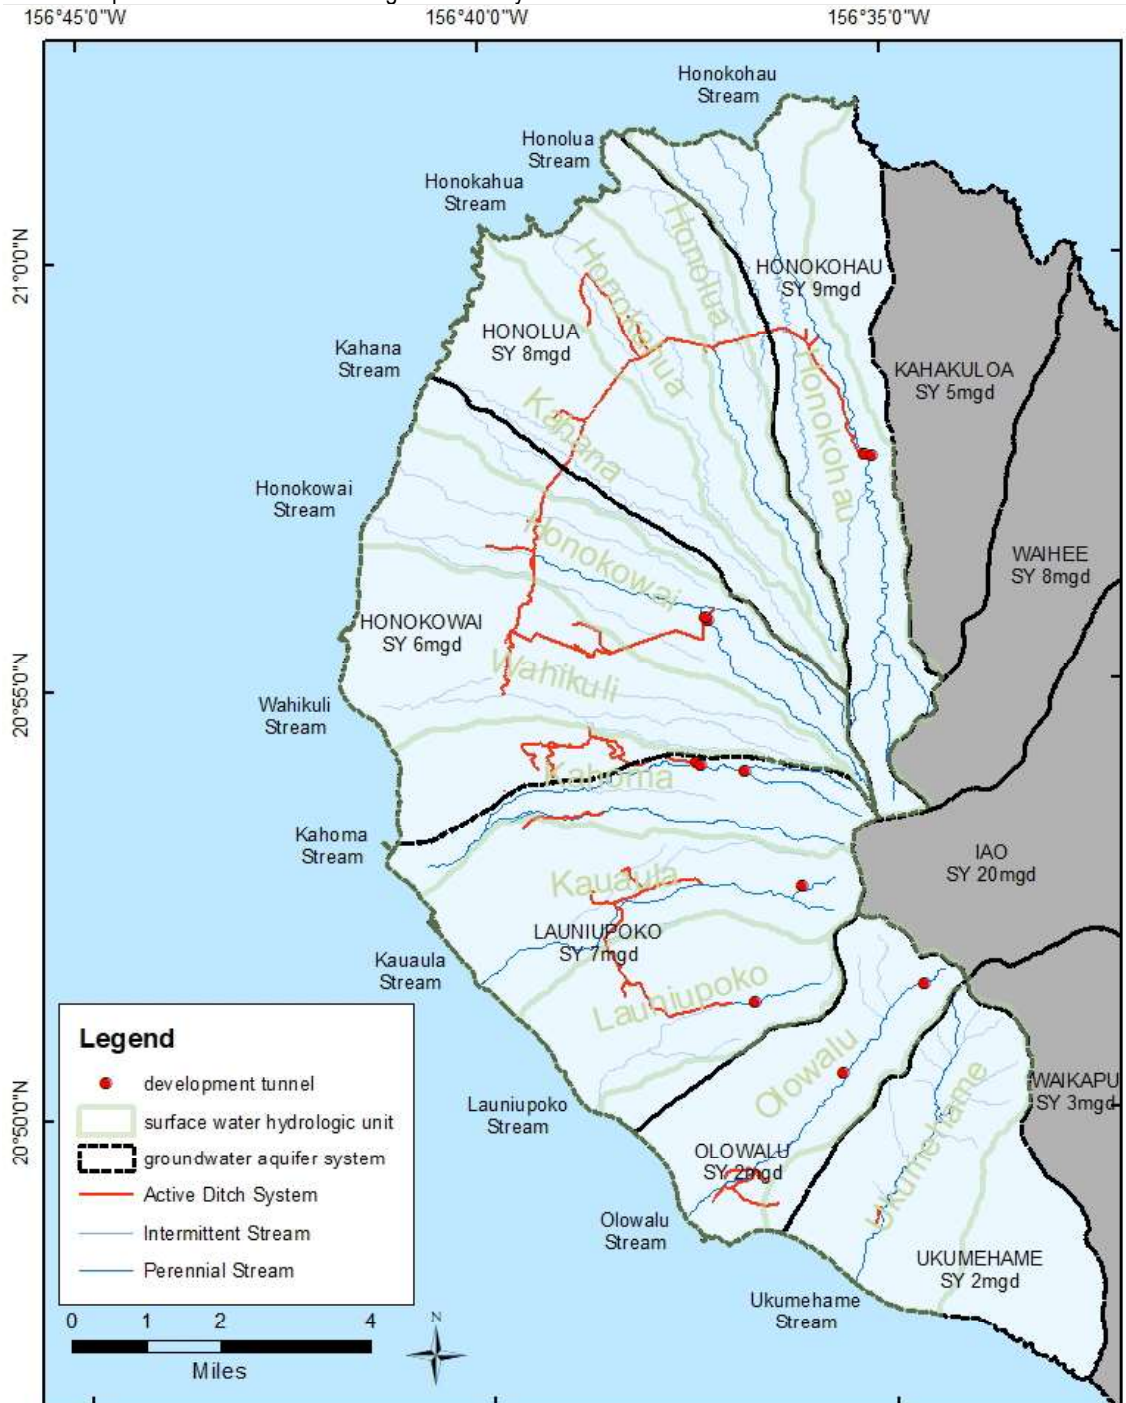 156°45'0"W
156°40'0"W
156°35'0"W
Honokohau
Stream
Honolua
Stream
Honokahua
Stream
21°0'0"N
Honolua
HONOKOHAU
SY 9mgd
Honokahua
HONOLUA
SY 8mgd
Kahana
Stream
KAHAKULOA
SY 5mgd
Honokohau
Kahana
Honokowai
Stream
Honokowai
WAIHEE
SY 8mgd
HONOKOWAI
SY 6mgd
Wahikuli
20°55'0"N
Wahikuli
Stream
Kahoma
Kahoma
Stream
IAO
SY 20mgd
Kauaula
LAUNIUPOKO
SY 7mgd
Kauaula
Stream
Launiupoko
Olowalu
Ukumehame
WAIKAPU
SY 3mgd
Launiupoko
Stream
20°50'0"N
OLOWALU
SY 2mgd
Olowalu
Stream
UKUMEHAME
SY 2mgd
Ukumehame
Stream
Legend
development tunnel
surface water hydrologic unit
groundwater aquifer system
Active Ditch System
Intermittent Stream
Perennial Stream
0 1 2 4
Miles
N